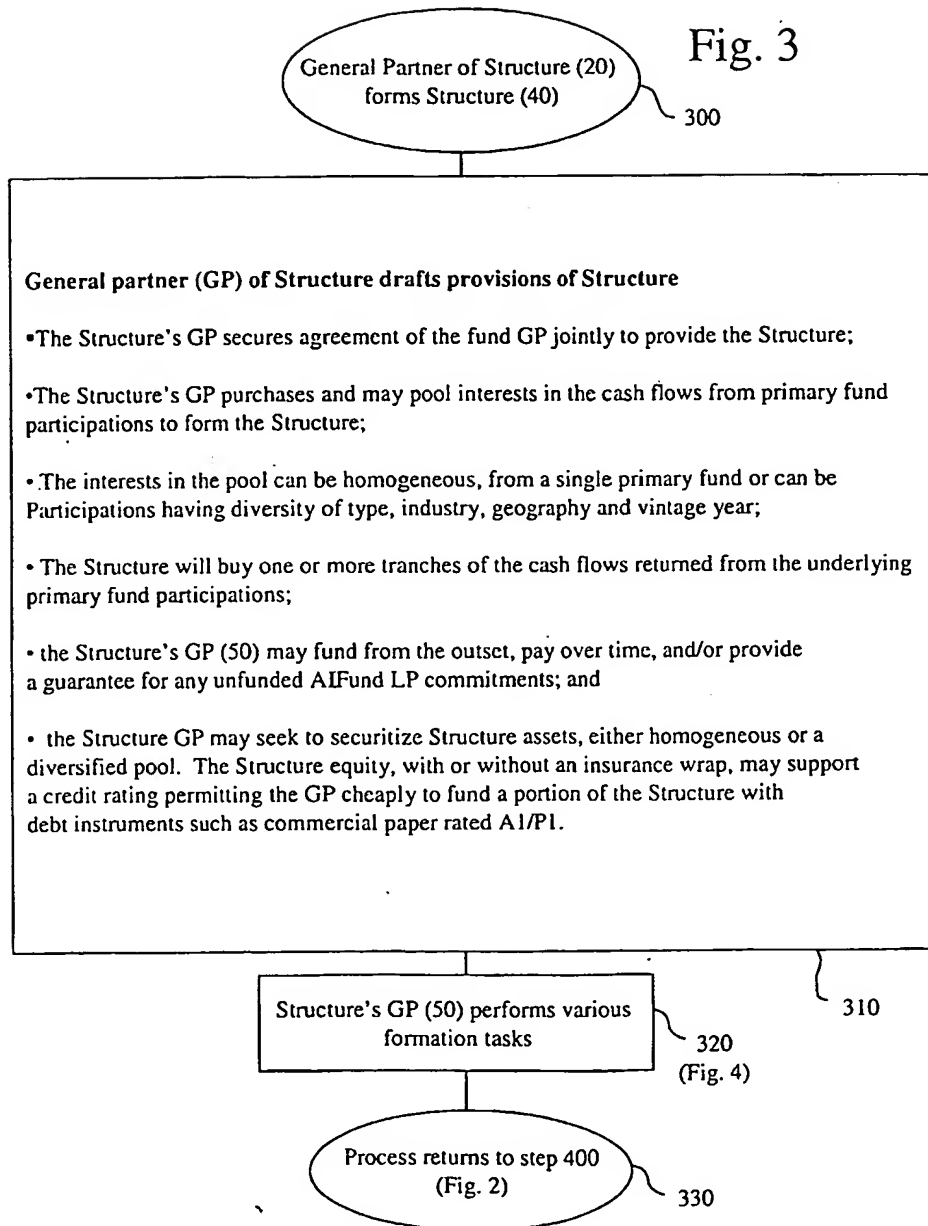 Fig. 3
General Partner of Structure (20)
forms Structure (40)
300
General partner (GP) of Structure drafts provisions of Structure
•The Structure's GP secures agreement of the fund GP jointly to provide the Structure;
•The Structure's GP purchases and may pool interests in the cash flows from primary fund
participations to form the Structure;
• The interests in the pool can be homogeneous, from a single primary fund or can be
Participations having diversity of type, industry, geography and vintage year;
• The Structure will buy one or more tranches of the cash flows returned from the underlying
primary fund participations;
• the Structure's GP (50) may fund from the outset, pay over time, and/or provide
a guarantee for any unfunded AIFund LP commitments; and
• the Structure GP may seek to securitize Structure assets, either homogeneous or a
diversified pool. The Structure equity, with or without an insurance wrap, may support
a credit rating permitting the GP cheaply to fund a portion of the Structure with
debt instruments such as commercial paper rated A1/P1.
310
Structure's GP (50) performs various
formation tasks
320
(Fig. 4)
Process returns to step 400
(Fig. 2)
330